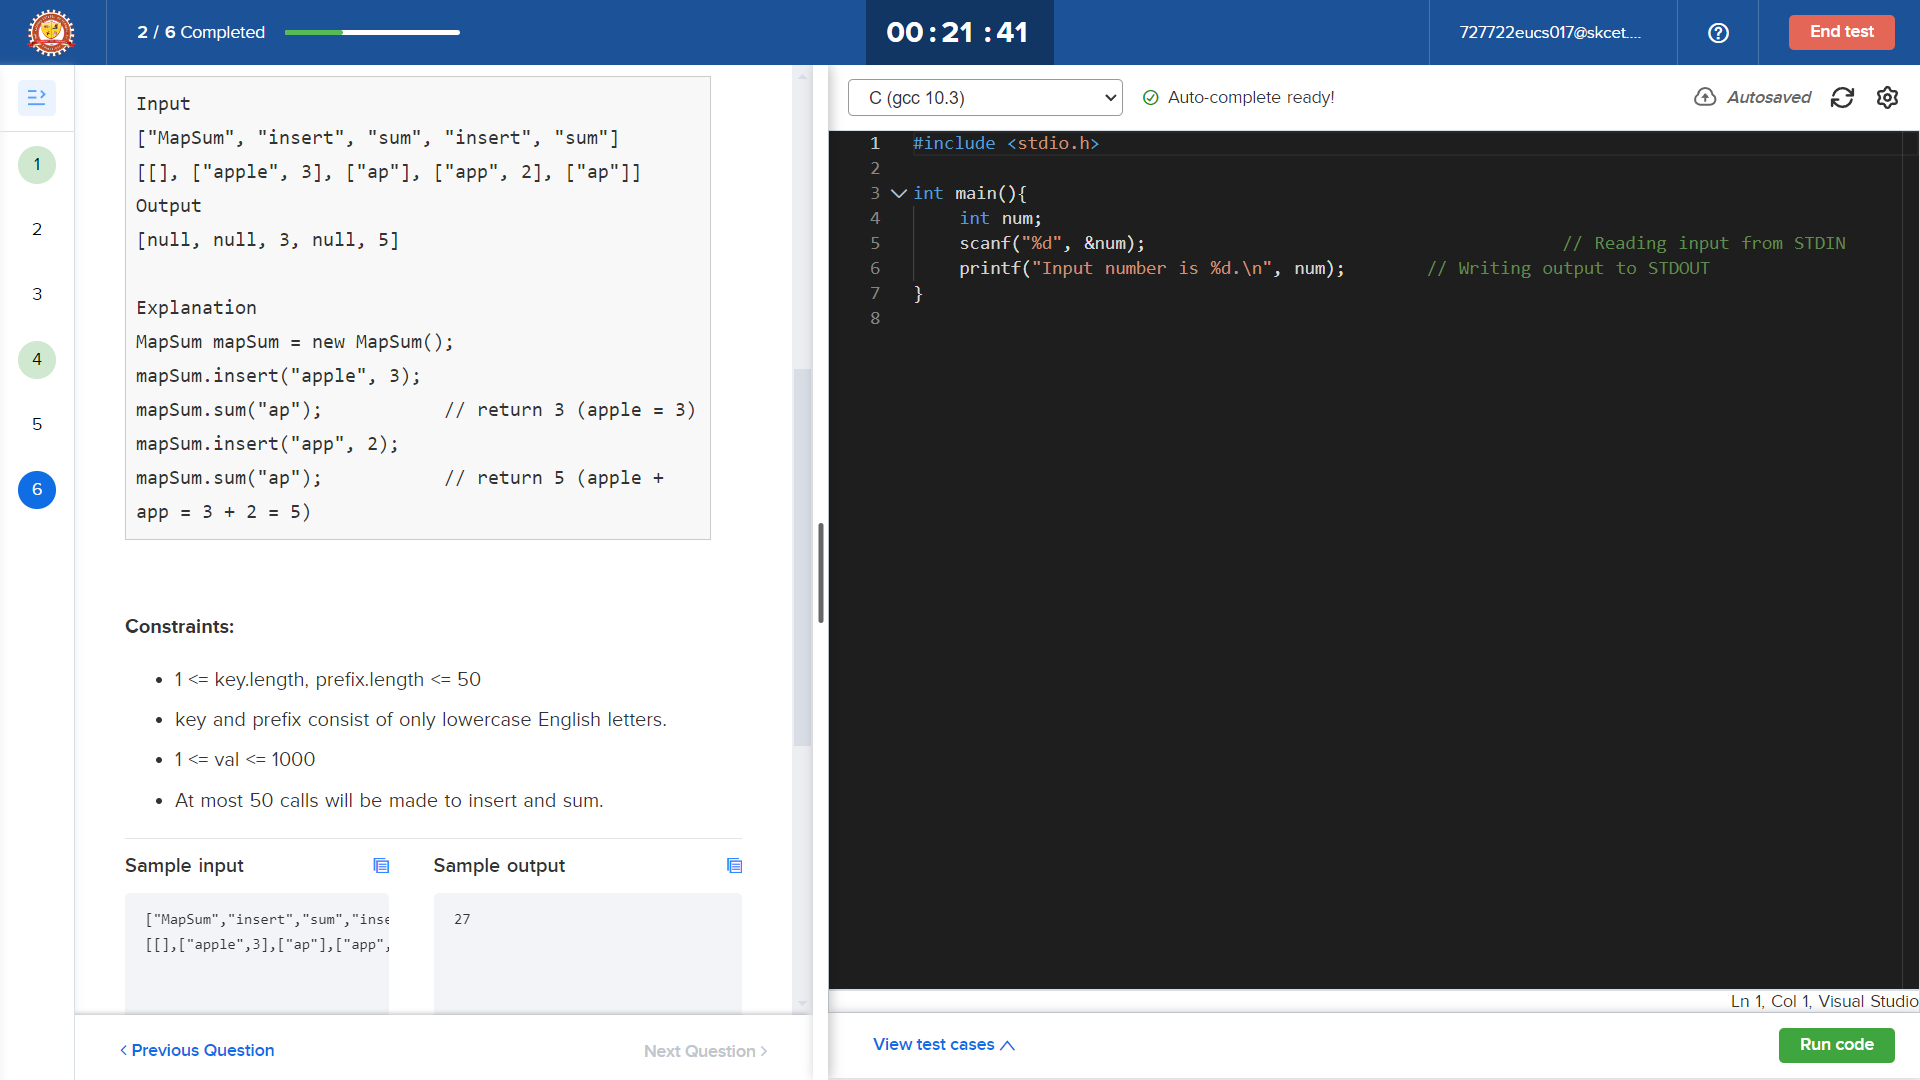 2 / 6 Completed
00 : 21 : 41
727722eucs017@skcet....
End test
1
2
3
4
5
6
Input
["MapSum", "insert", "sum", "insert", "sum"]
[[], ["apple", 3], ["ap"], ["app", 2], ["ap"]]
Output
[null, null, 3, null, 5]
Explanation
MapSum mapSum = new MapSum();
mapSum.insert("apple", 3);
mapSum.sum("ap");           // return 3 (apple = 3)
mapSum.insert("app", 2);
mapSum.sum("ap");           // return 5 (apple +
app = 3 + 2 = 5)
Constraints:
• 1 <= key.length, prefix.length <= 50
• key and prefix consist of only lowercase English letters.
• 1 <= val <= 1000
• At most 50 calls will be made to insert and sum.
Sample input
["MapSum","insert","sum","inse
[[],["apple",3],["ap"],["app",
Sample output
27
Previous Question
Next Question
C (gcc 10.3)
Auto-complete ready!
Autosaved
1 #include <stdio.h>
2
3 int main(){
4 int num;
5 scanf("%d", &num); // Reading input from STDIN
6 printf("Input number is %d.\n", num); // Writing output to STDOUT
7 }
8
Ln 1, Col 1, Visual Studio
View test cases
Run code